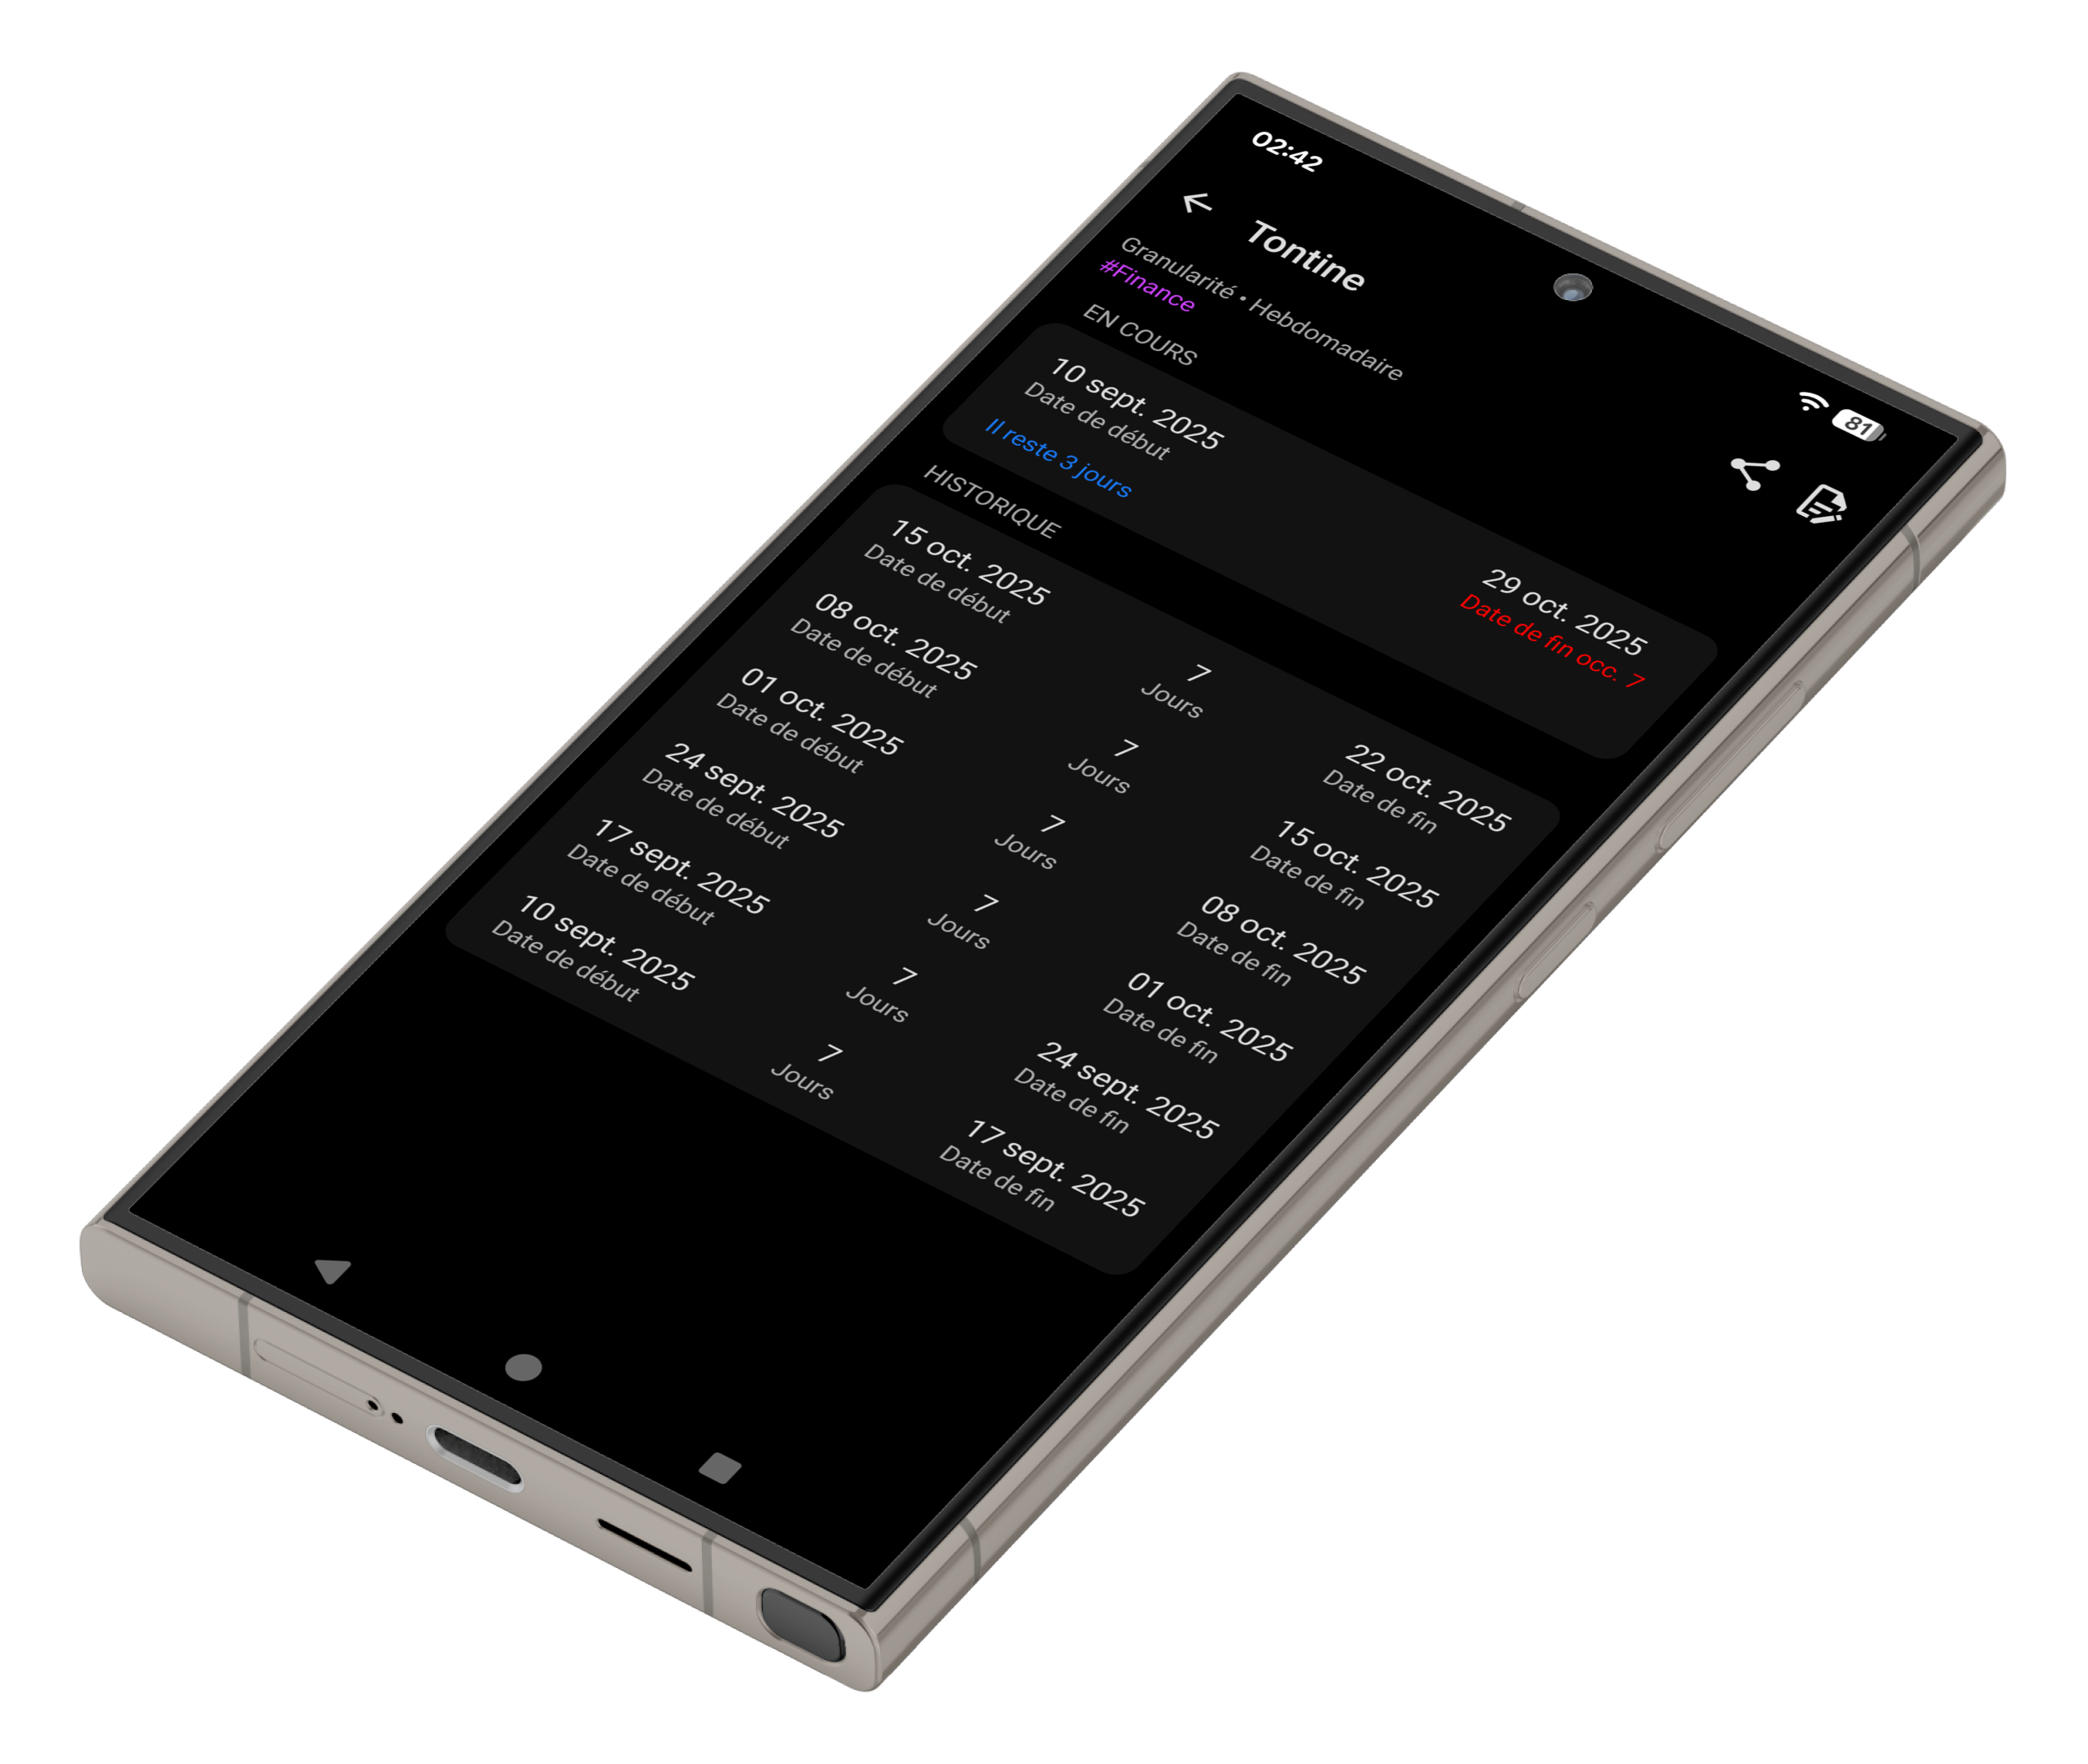 02:42
81
Tontine
Granularité • Hebdomadaire
#Finance
EN COURS
10 sept. 2025
Date de début
29 oct. 2025
Date de fin occ. 7
Il reste 3 jours
HISTORIQUE
15 oct. 2025
Date de début
7
Jours
22 oct. 2025
Date de fin
08 oct. 2025
Date de début
7
Jours
15 oct. 2025
Date de fin
01 oct. 2025
Date de début
7
Jours
08 oct. 2025
Date de fin
24 sept. 2025
Date de début
7
Jours
01 oct. 2025
Date de fin
17 sept. 2025
Date de début
7
Jours
24 sept. 2025
Date de fin
10 sept. 2025
Date de début
7
Jours
17 sept. 2025
Date de fin